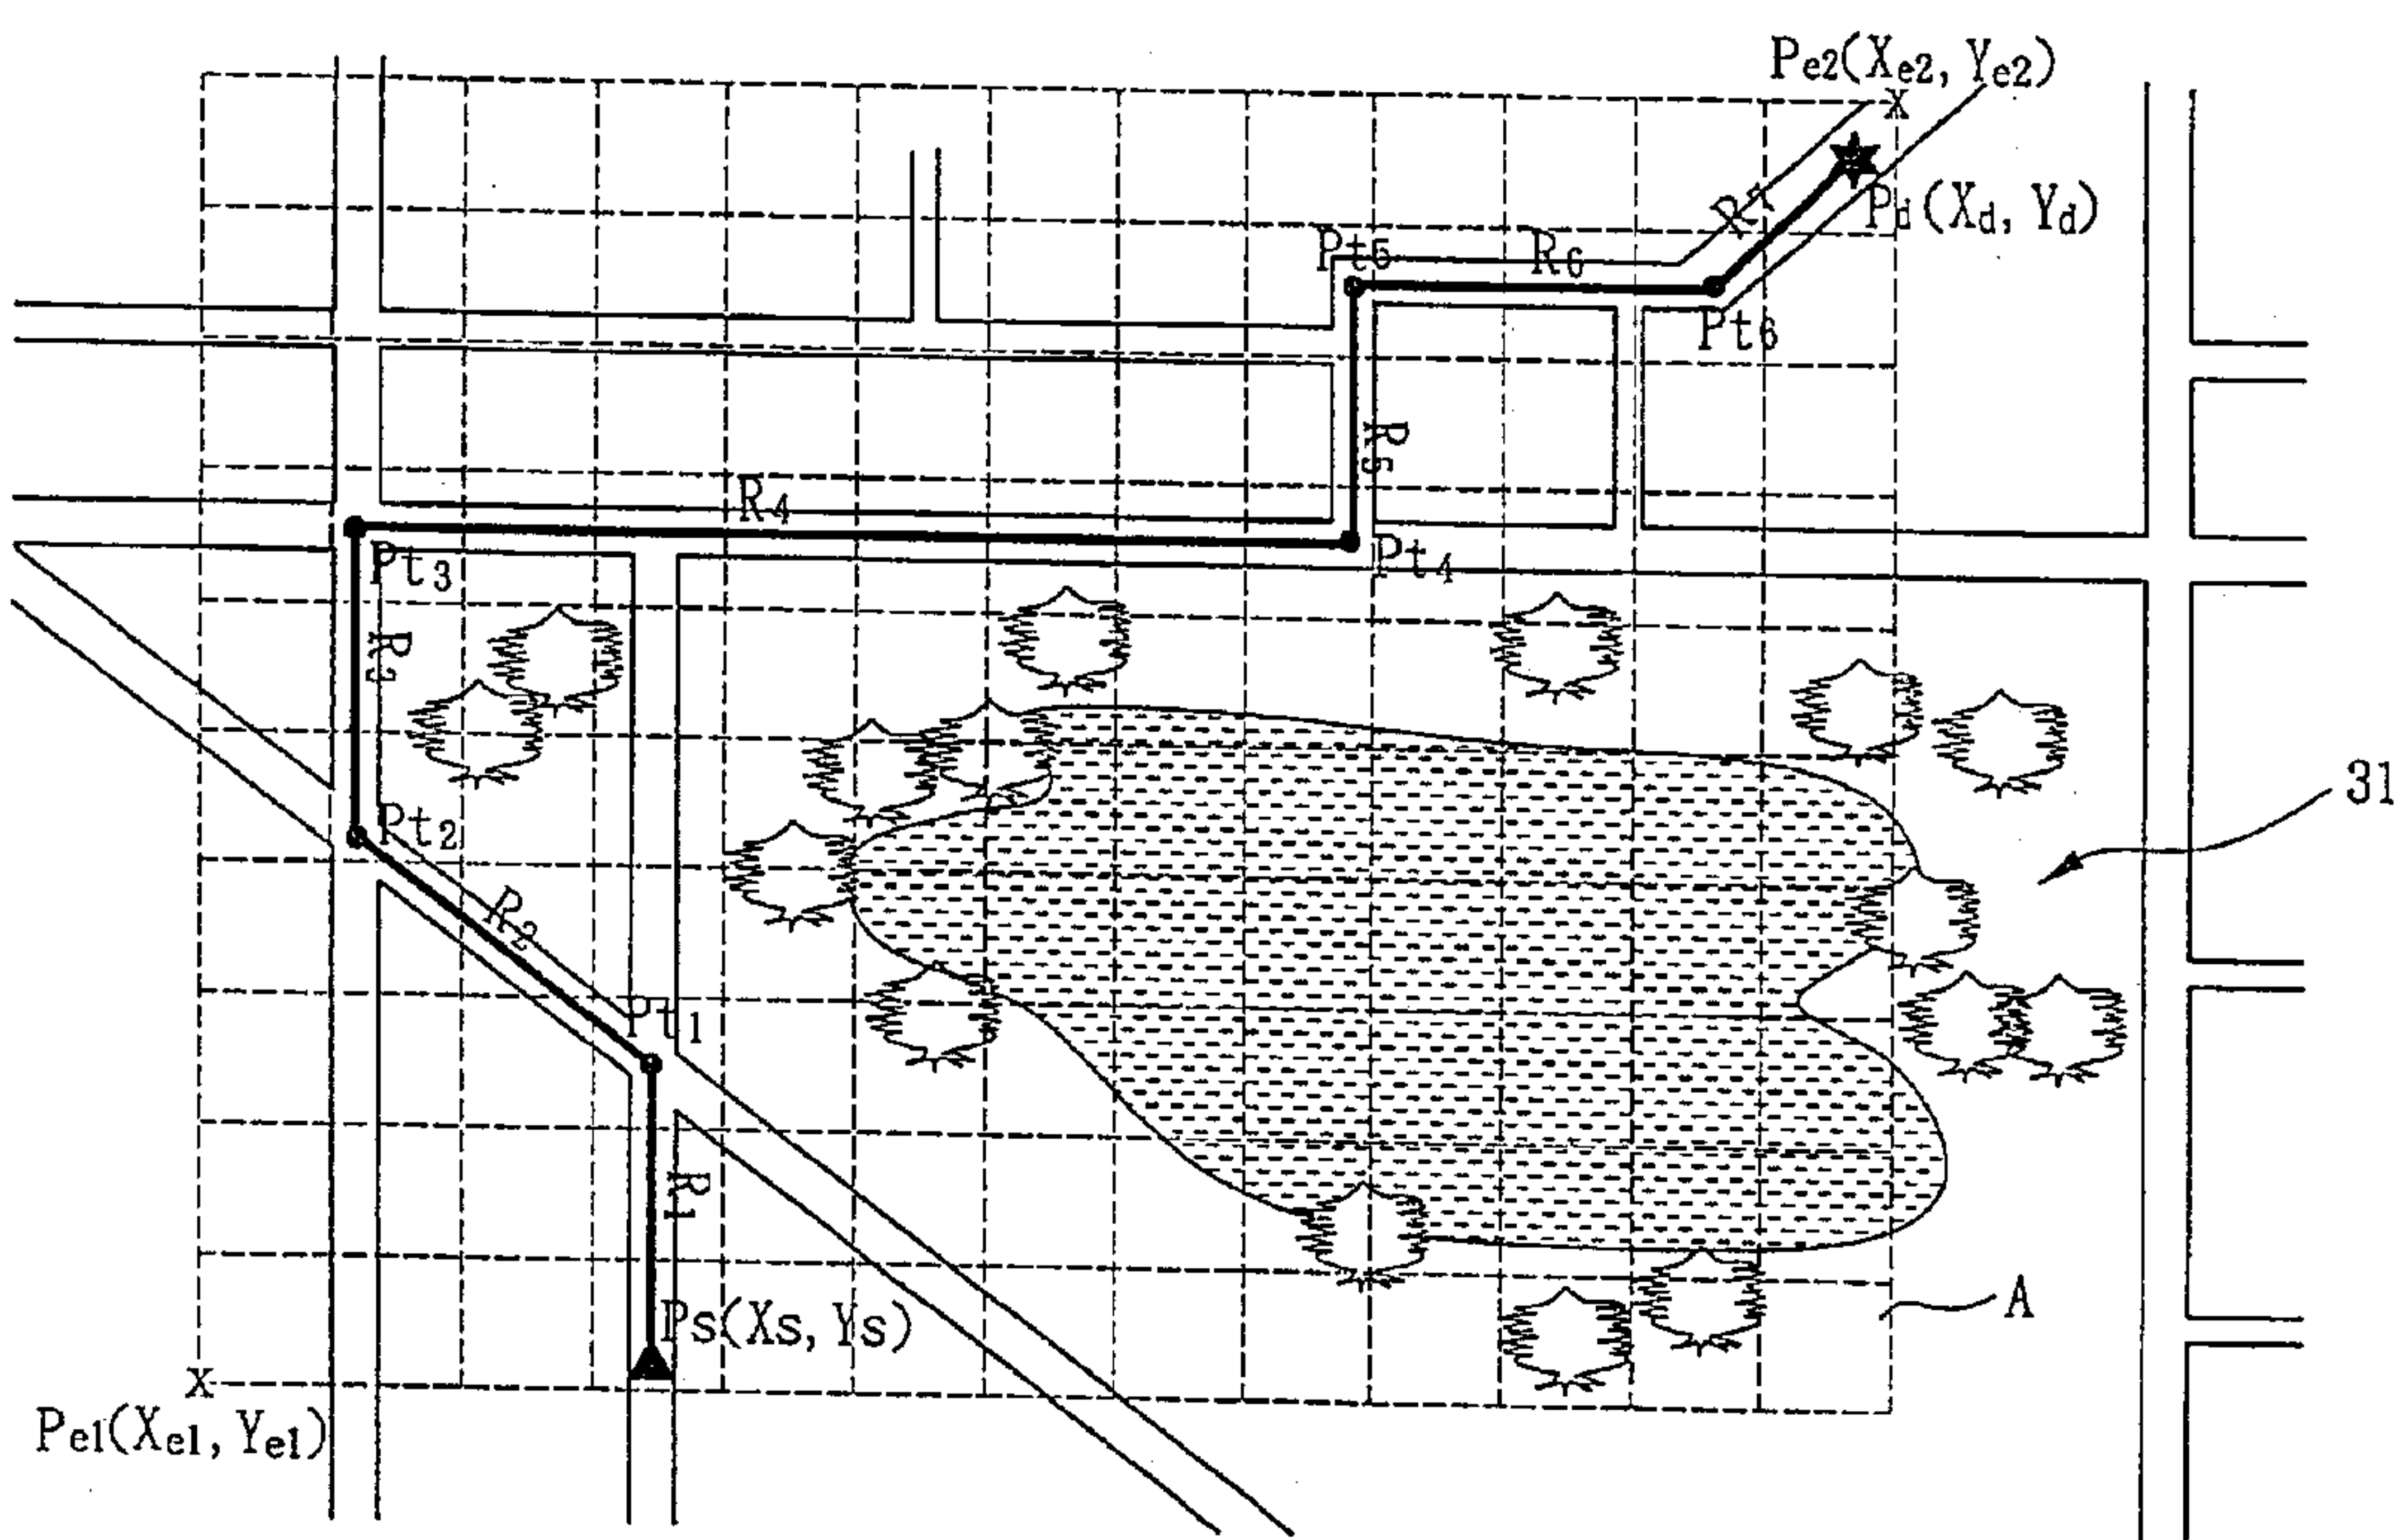 Pe2(Xe2, Ye2)
x
R7
Pd(Xd, Yd)
Pt5
R6
Pt6
R5
R4
Pt3
Pt4
R3
31
Pt2
R2
Pt1
R1
A
Ps(Xs, Ys)
x
Pe1(Xe1, Ye1)